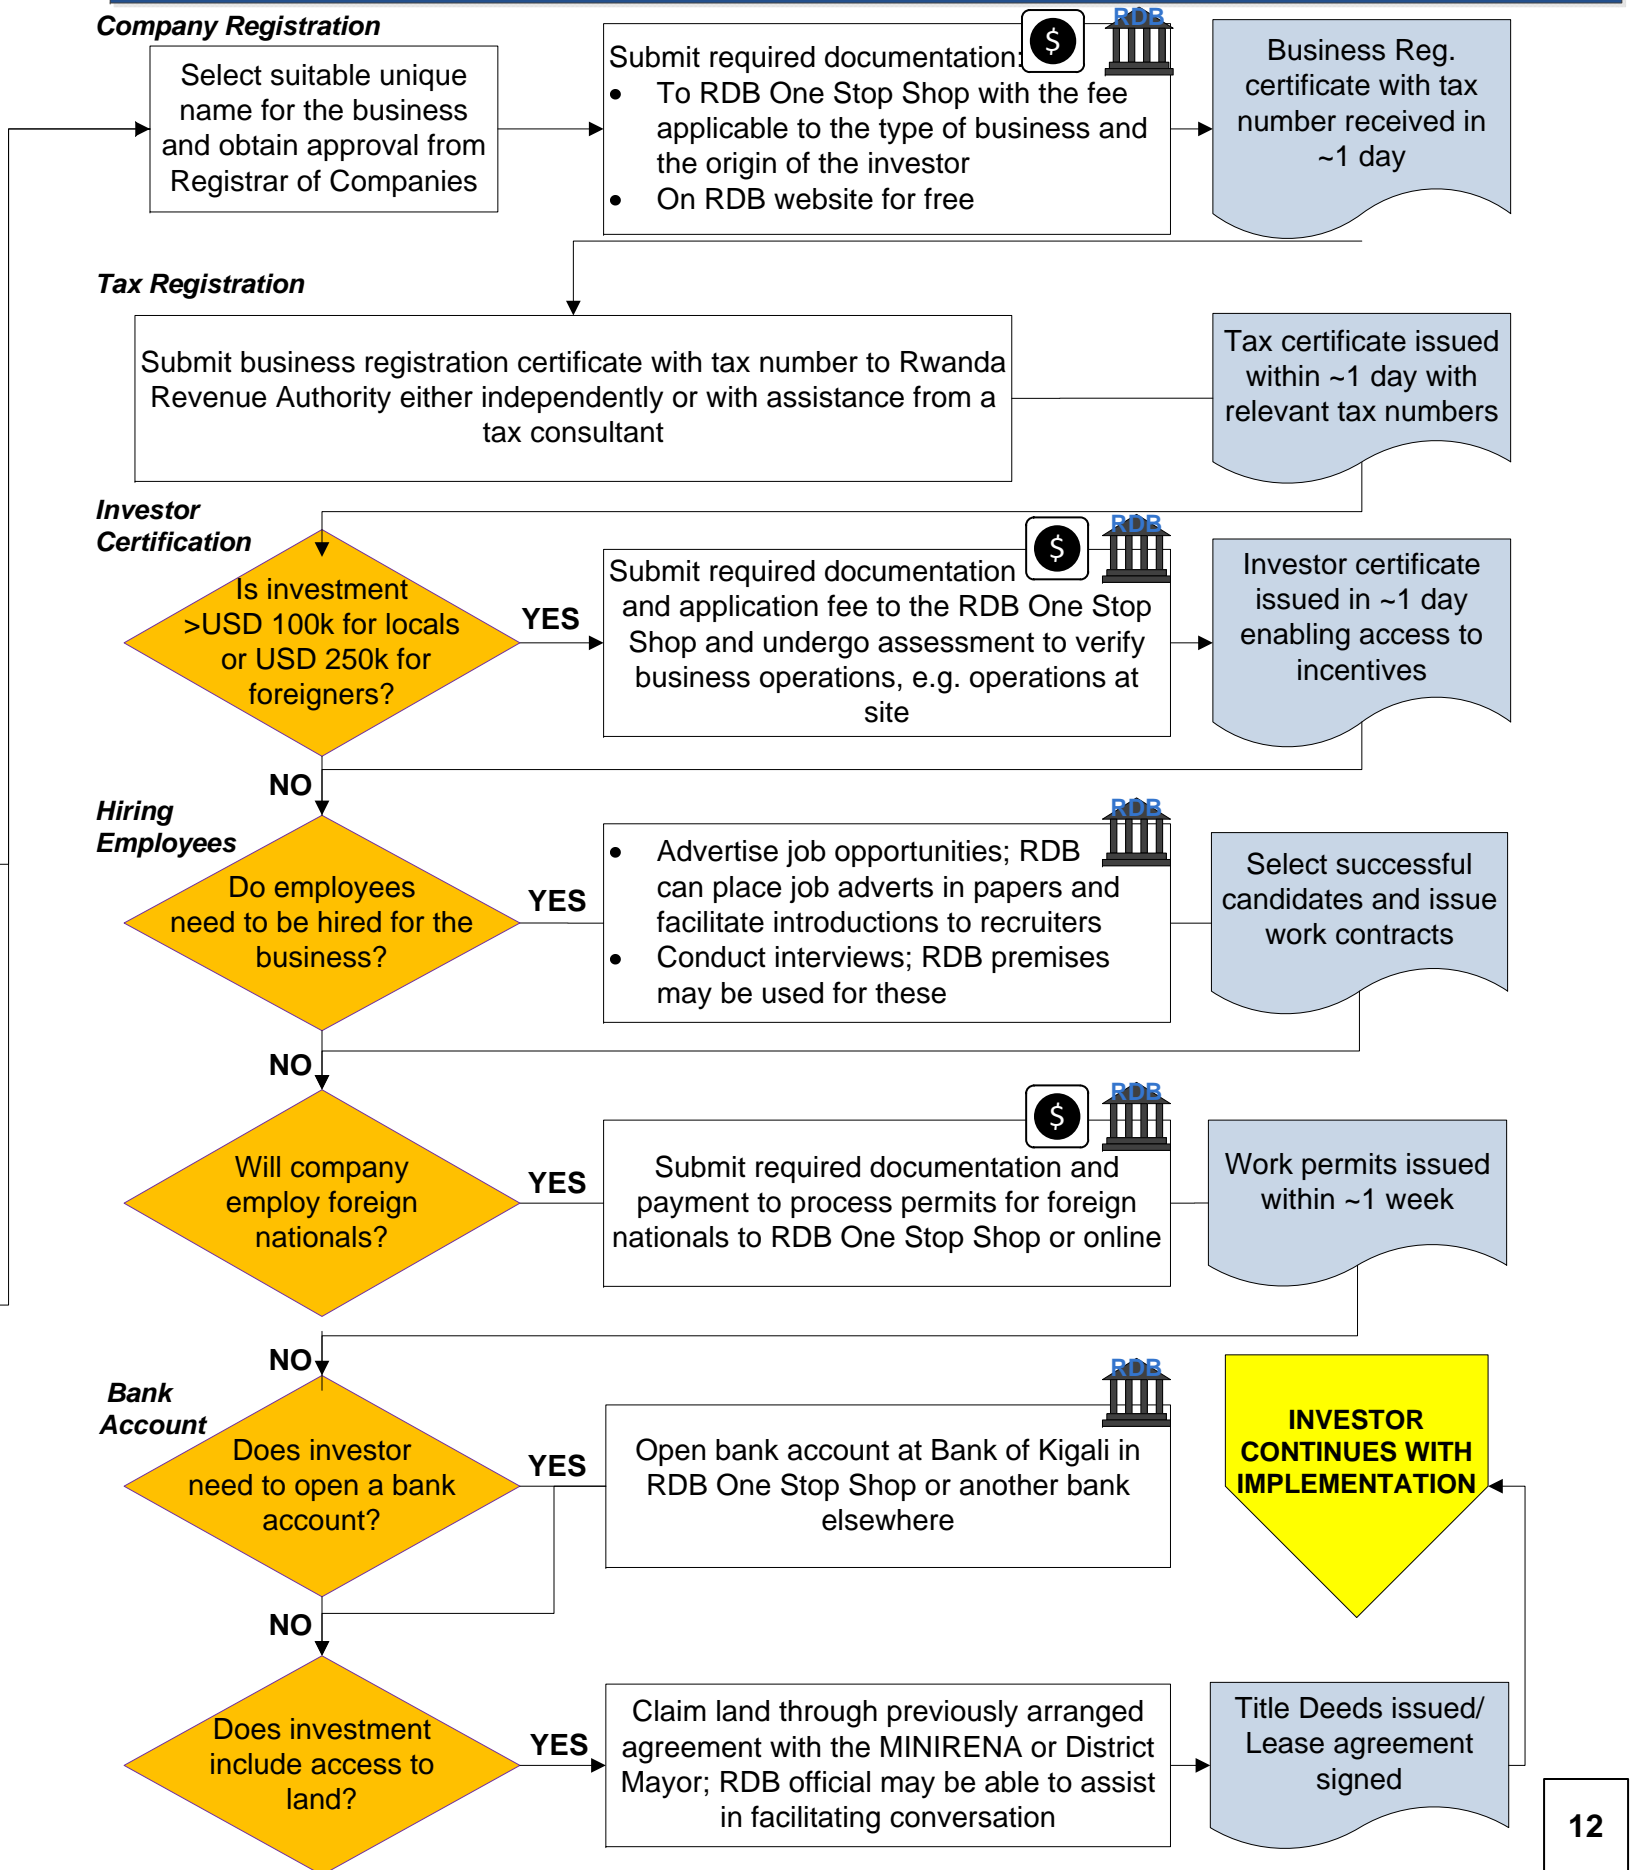 Company Registration
Select suitable unique
name for the business
and obtain approval from
Registrar of Companies
RDB
$
Submit required documentation:
• To RDB One Stop Shop with the fee
applicable to the type of business and
the origin of the investor
• On RDB website for free
Business Reg.
certificate with tax
number received in
~1 day
Tax Registration
Submit business registration certificate with tax number to Rwanda
Revenue Authority either independently or with assistance from a
tax consultant
Tax certificate issued
within ~1 day with
relevant tax numbers
Investor
Certification
Is investment
>USD 100k for locals
or USD 250k for
foreigners?
YES
RDB
$
Submit required documentation
and application fee to the RDB One Stop
Shop and undergo assessment to verify
business operations, e.g. operations at
site
Investor certificate
issued in ~1 day
enabling access to
incentives
NO
Hiring
Employees
Do employees
need to be hired for the
business?
YES
RDB
• Advertise job opportunities; RDB
can place job adverts in papers and
facilitate introductions to recruiters
• Conduct interviews; RDB premises
may be used for these
Select successful
candidates and issue
work contracts
NO
Will company
employ foreign
nationals?
YES
RDB
$
Submit required documentation and
payment to process permits for foreign
nationals to RDB One Stop Shop or online
Work permits issued
within ~1 week
NO
Bank
Account
Does investor
need to open a bank
account?
YES
RDB
Open bank account at Bank of Kigali in
RDB One Stop Shop or another bank
elsewhere
INVESTOR
CONTINUES WITH
IMPLEMENTATION
NO
Does investment
include access to
land?
YES
Claim land through previously arranged
agreement with the MINIRENA or District
Mayor; RDB official may be able to assist
in facilitating conversation
Title Deeds issued/
Lease agreement
signed
12